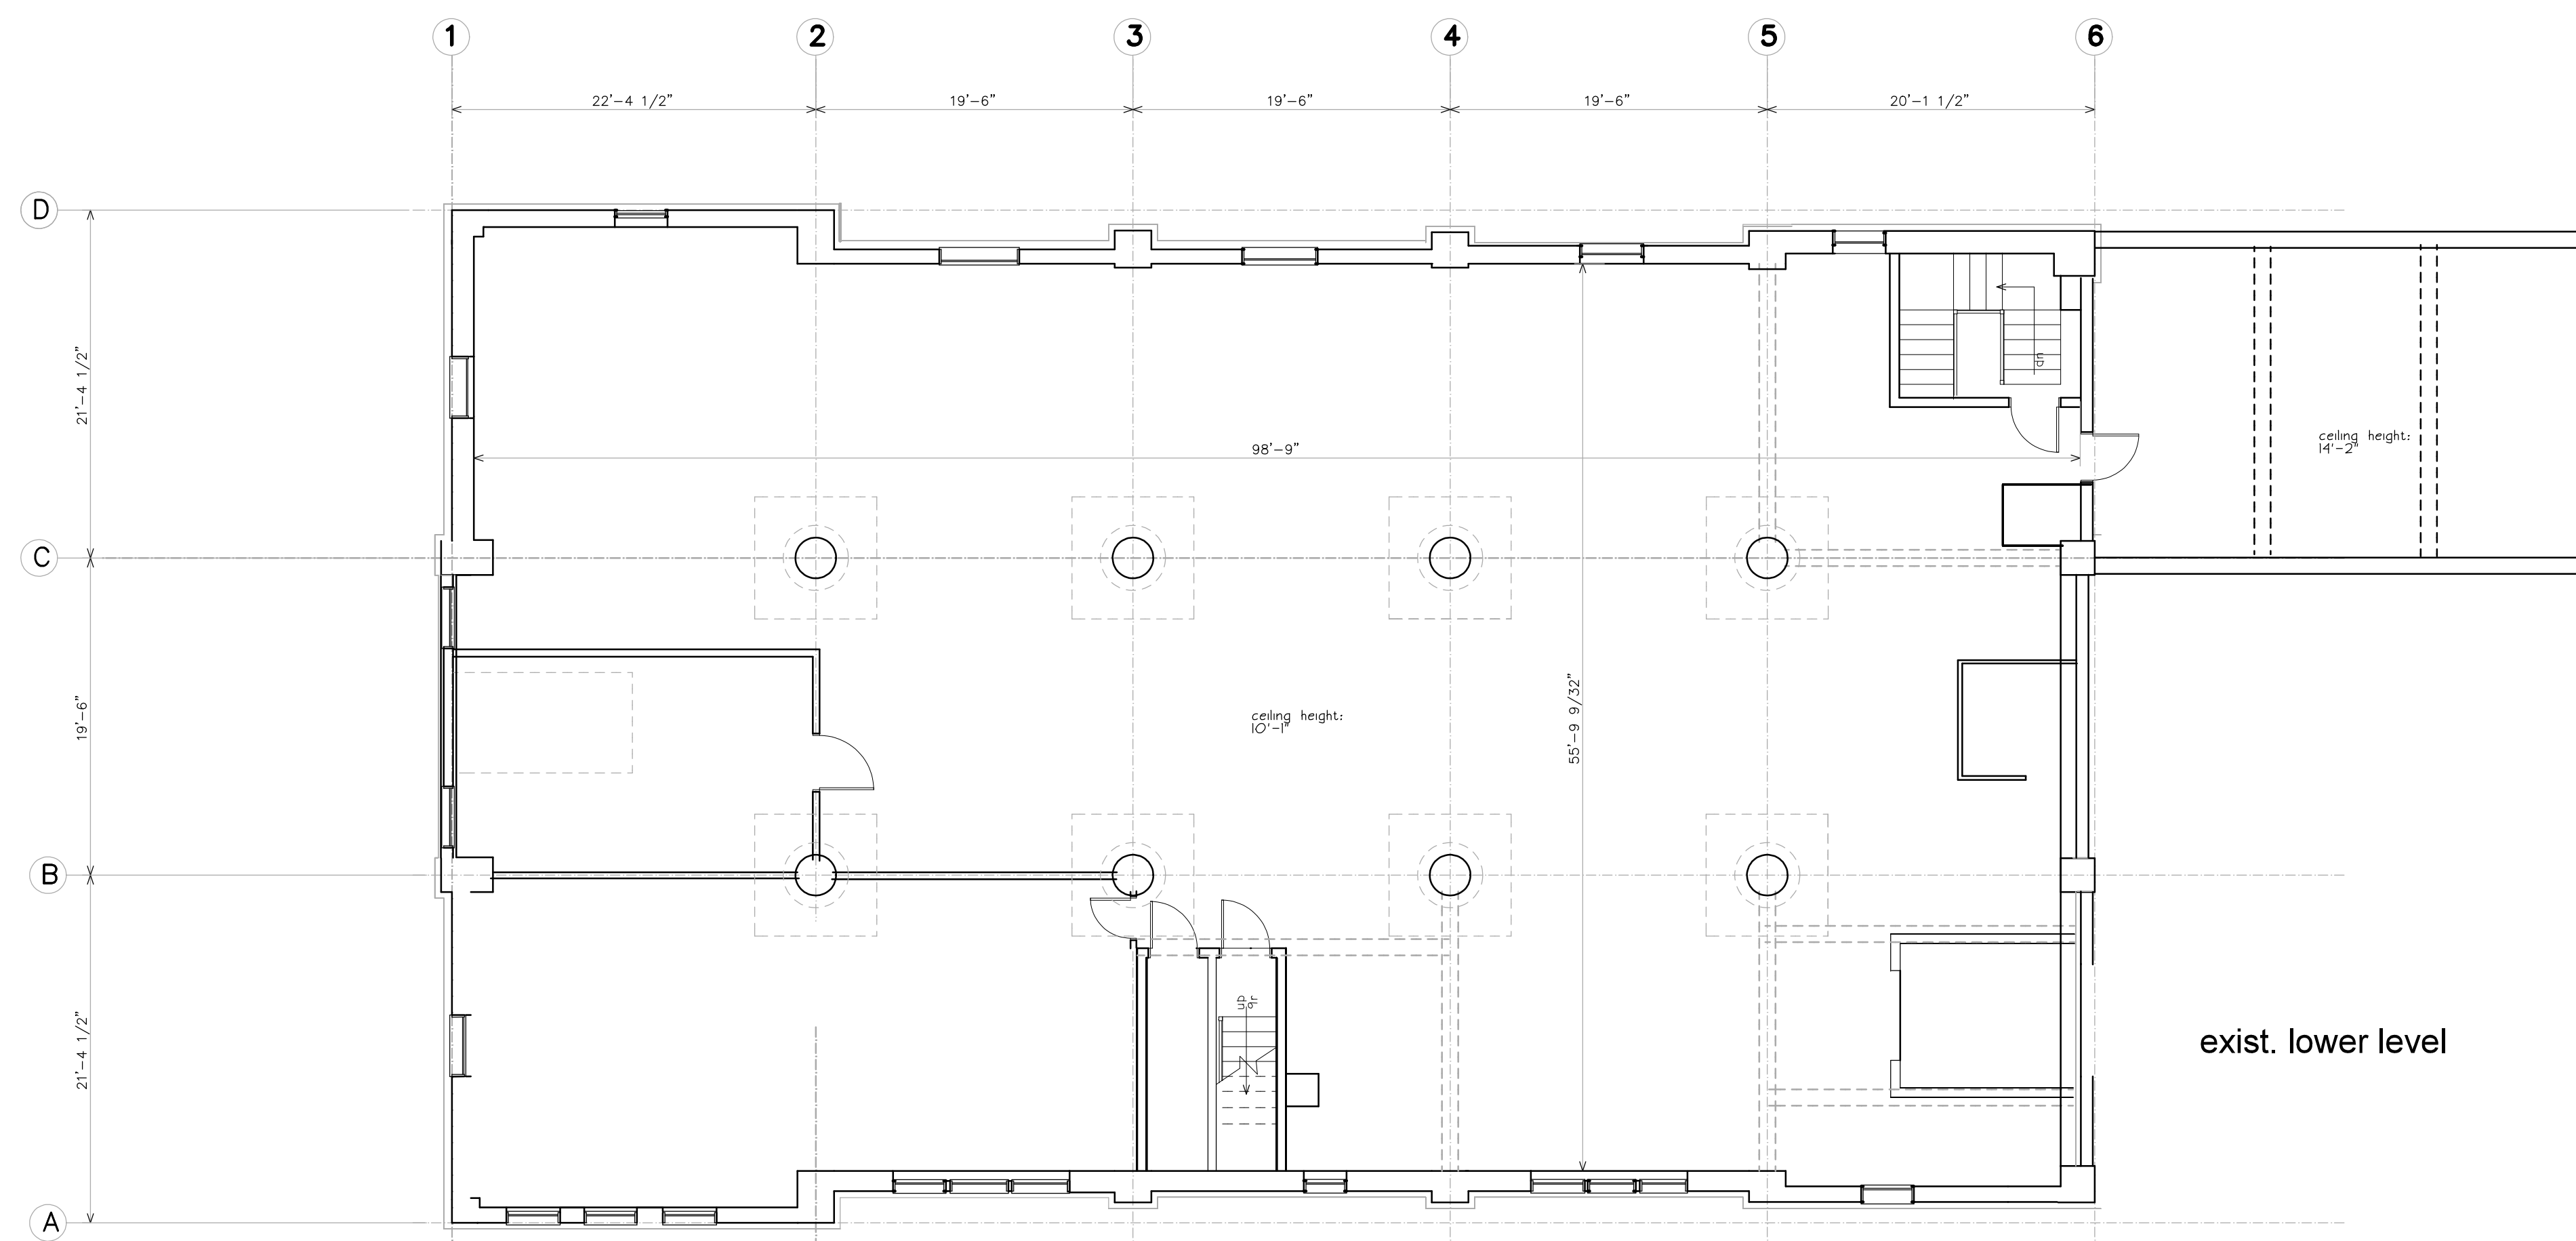 1 2 3 4 5 6
22'-4 1/2" 19'-6" 19'-6" 19'-6" 20'-1 1/2"
D
21'-4 1/2"
up
ceiling height:
14'-2"
98'-9"
C
19'-6"
55'-9 9/32"
ceiling height:
10'-1"
B
up
gr
21'-4 1/2"
exist. lower level
A